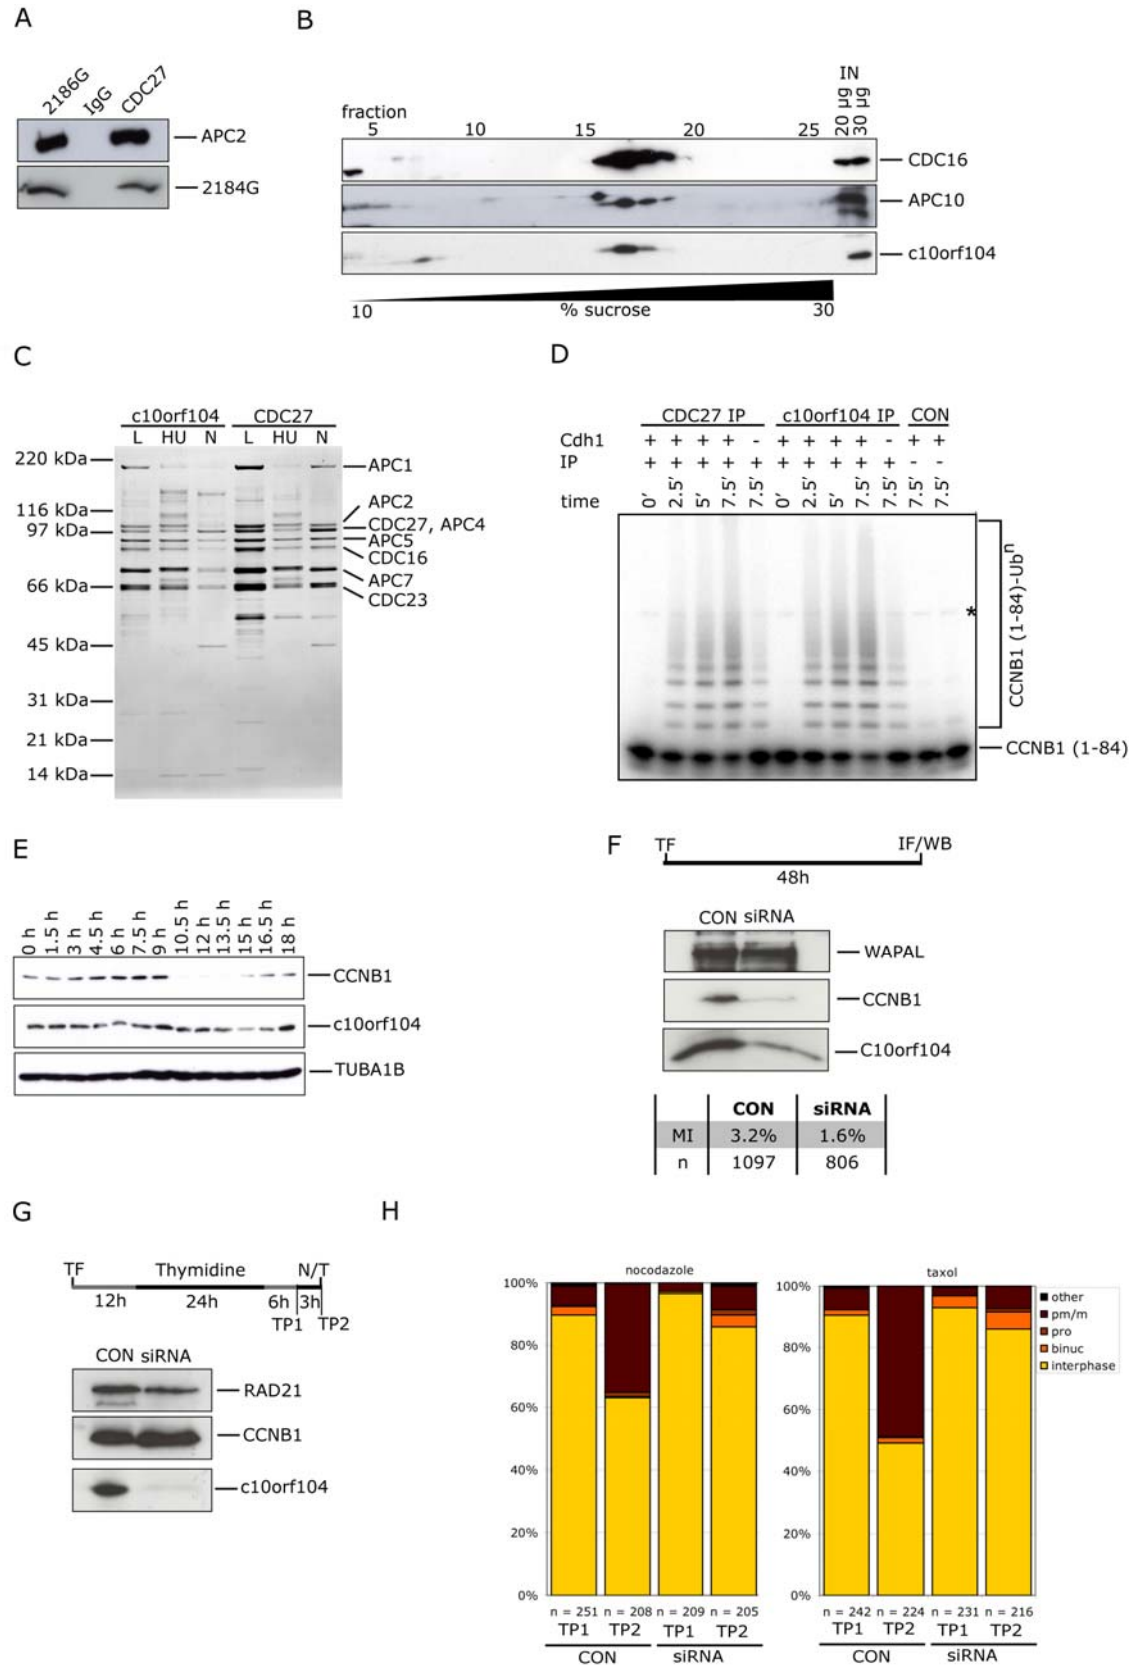 A
2186G IgG CDC27
APC2
2184G
B
fraction
5 10 15 20 25
IN
20 µg 30 µg
CDC16
APC10
c10orf104
10 % sucrose 30
C
c10orf104 CDC27
L HU N L HU N
220 kDa
116 kDa
97 kDa
66 kDa
45 kDa
31 kDa
21 kDa
14 kDa
APC1
APC2
CDC27, APC4
APC5
CDC16
APC7
CDC23
D
CDC27 IP c10orf104 IP CON
Cdh1 + + + + - + + + + - + +
IP + + + + + + + + + + - -
time 0′ 2.5′ 5′ 7.5′ 7.5′ 0′ 2.5′ 5′ 7.5′ 7.5′ 7.5′ 7.5′
*
CCNB1 (1-84)-Ubⁿ
CCNB1 (1-84)
E
0 h 1.5 h 3 h 4.5 h 6 h 7.5 h 9 h 10.5 h 12 h 13.5 h 15 h 16.5 h 18 h
CCNB1
c10orf104
TUBA1B
F
TF IF/WB
48h
CON siRNA
WAPAL
CCNB1
C10orf104
CON siRNA
MI 3.2% 1.6%
n 1097 806
G
TF Thymidine N/T
12h 24h 6h 3h
TP1 TP2
CON siRNA
RAD21
CCNB1
c10orf104
H
nocodazole
100%
80%
60%
40%
20%
0%
n = 251 n = 208 n = 209 n = 205
TP1 TP2 TP1 TP2
CON siRNA
taxol
100%
80%
60%
40%
20%
0%
n = 242 n = 224 n = 231 n = 216
TP1 TP2 TP1 TP2
CON siRNA
other
pm/m
pro
binuc
interphase